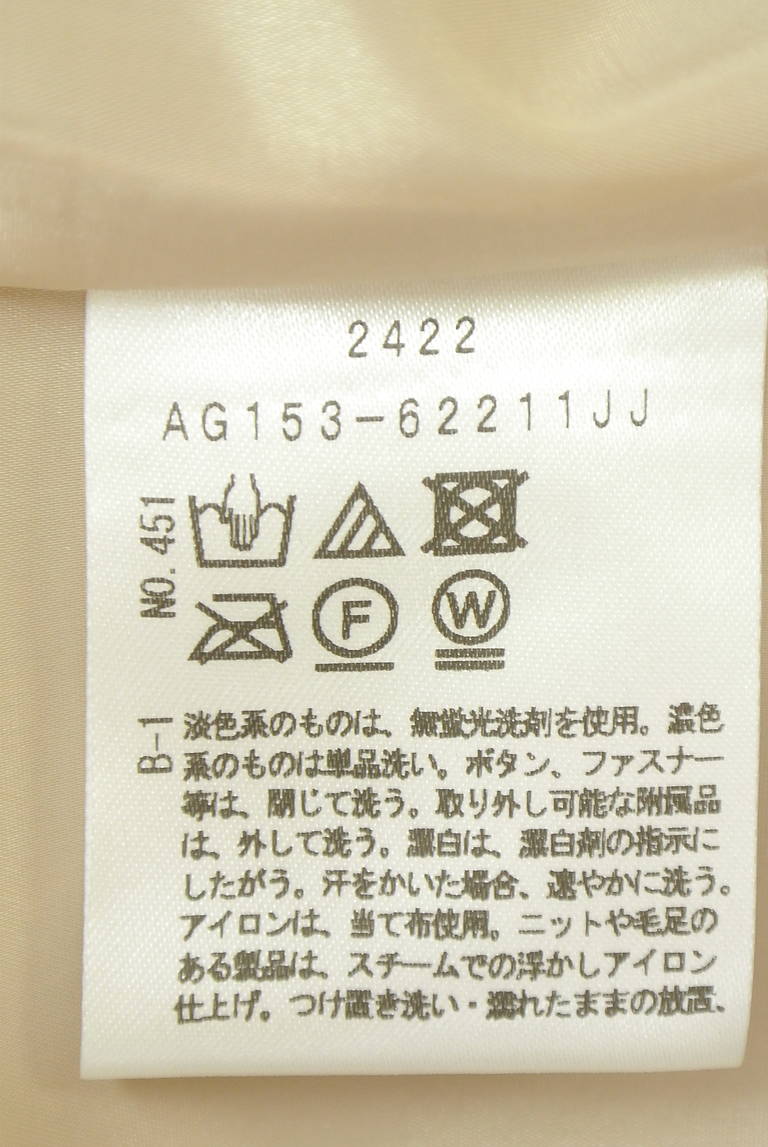 2422
AG153-62211JJ
NO.451
F
W
B-1
淡色系のものは、無蛍光洗剤を使用。濃色
系のものは単品洗い。ボタン、ファスナー
等は、閉じて洗う。取り外し可能な附属品
は、外して洗う。漂白は、漂白剤の指示に
したがう。汗をかいた場合、速やかに洗う。
アイロンは、当て布使用。ニットや毛足の
ある製品は、スチームでの浮かしアイロン
仕上げ。つけ置き洗い・濡れたままの放置、